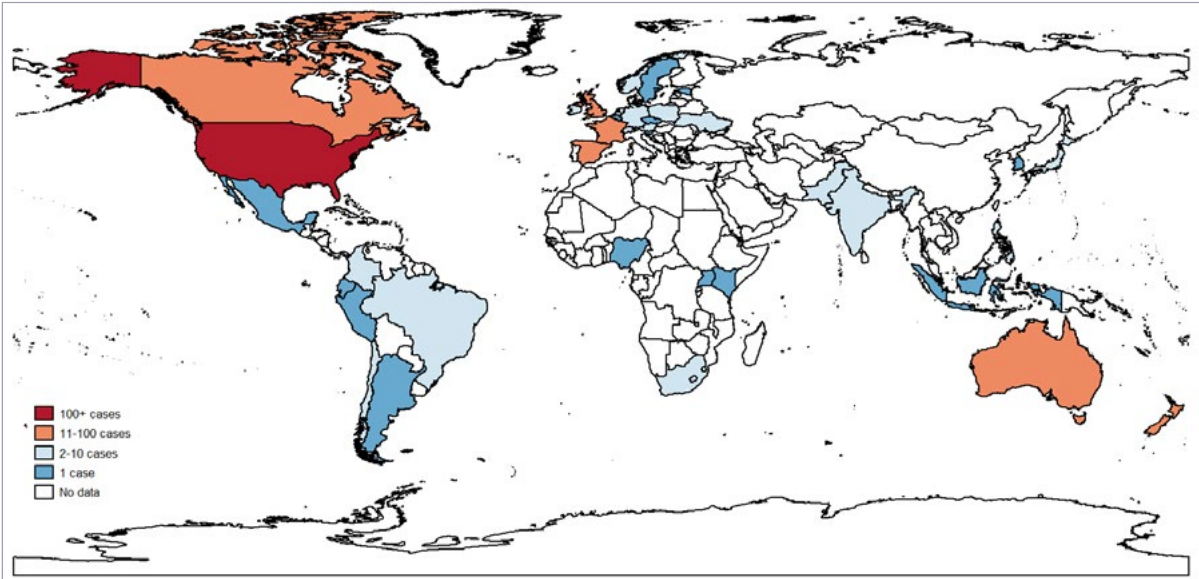 100+ cases
11-100 cases
2-10 cases
1 case
No data